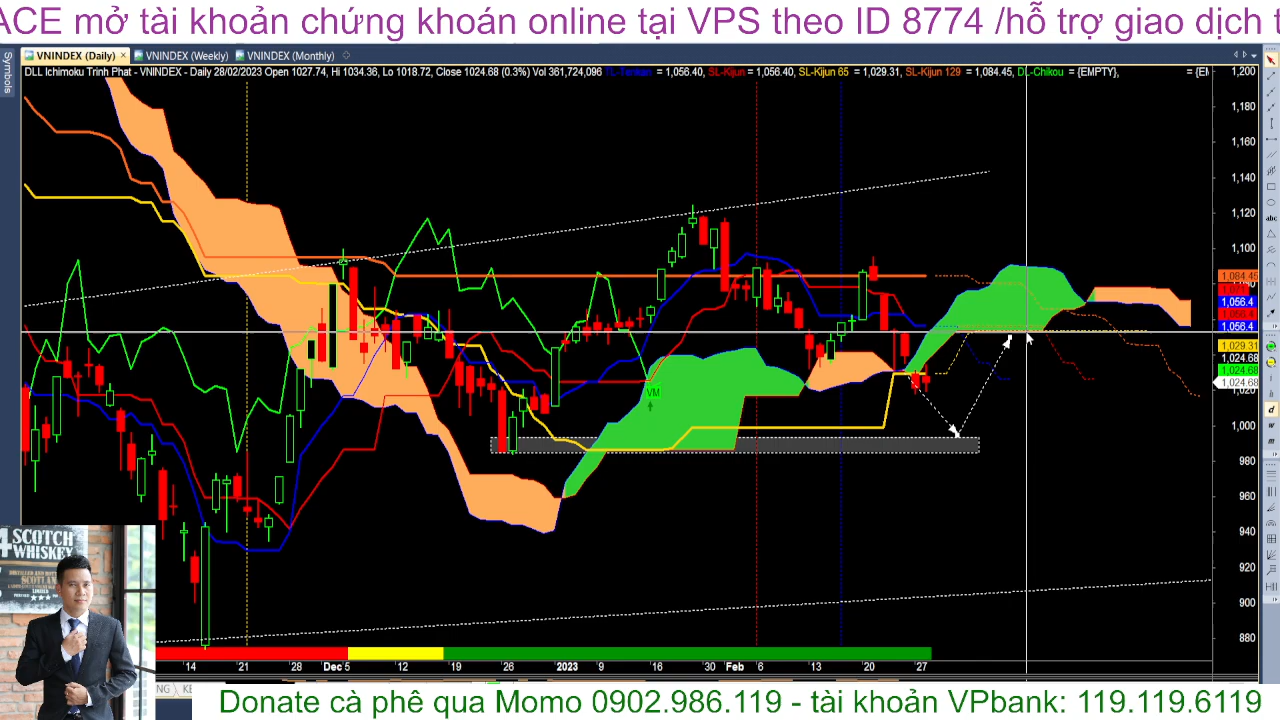 ACE mở tài khoản chứng khoán online tại VPS theo ID 8774 /hỗ trợ giao dịch
Symbols
VNINDEX (Daily) × VNINDEX (Weekly) VNINDEX (Monthly)
DLL Ichimoku Trinh Phat - VNINDEX - Daily 28/02/2023 Open 1027.74, Hi 1034.36, Lo 1018.72, Close 1024.68 (0.3%) Vol 361,724,096 TL-Tenkan = 1,056.40, SL-Kijun = 1,056.40, SL-Kijun 65 = 1,029.31, SL-Kijun 129 = 1,084.45, DL-Chikou = {EMPTY},
1,200
1,180
1,160
1,140
1,120
1,100
1,084.45
1,056.4
1,056.4
1,029.31
1,024.68
1,024.68
1,024.68
1,000
980
960
940
920
900
880
VM
abc
d
w
m
14 21 28 Dec 5 12 19 26 2023 9 16 30 Feb 6 13 20 27
SCOTCH
WHISKEY
Donate cà phê qua Momo 0902.986.119 - tài khoản VPbank: 119.119.6119